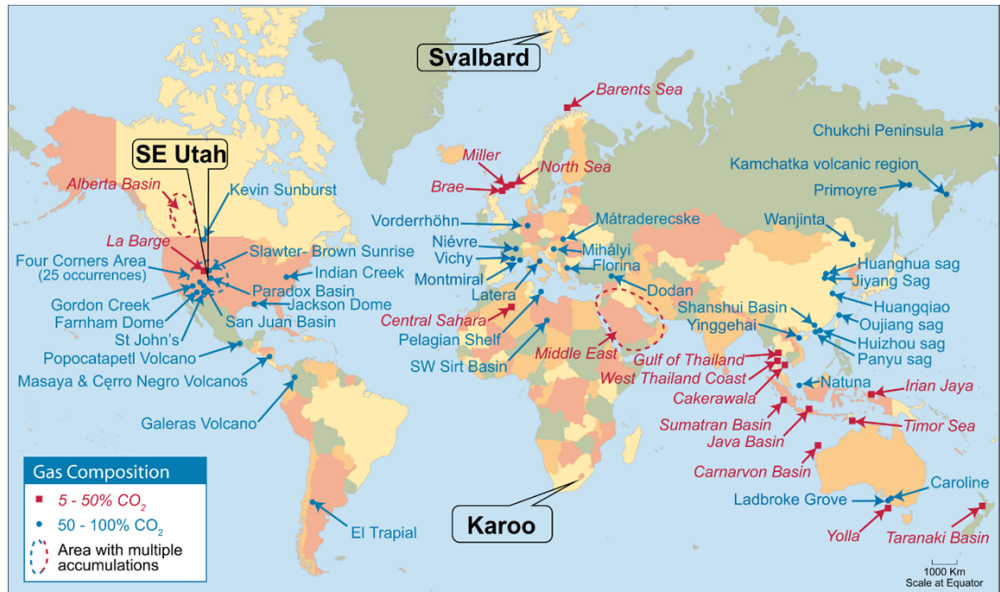 Svalbard
Barents Sea
Chukchi Peninsula
SE Utah
Miller
North Sea
Kamchatka volcanic region
Alberta Basin
Kevin Sunburst
Brae
Primoyre
Vorderrhöhn
Mátraderecske
Wanjinta
La Barge
Slawter- Brown Sunrise
Niévre
Mihályi
Four Corners Area
(25 occurrences)
Indian Creek
Vichy
Florina
Huanghua sag
Jiyang Sag
Paradox Basin
Montmiral
Dodan
Gordon Creek
Jackson Dome
Latera
Shanshui Basin
Huangqiao
Farnham Dome
San Juan Basin
Central Sahara
Yinggehai
Oujiang sag
St John's
Pelagian Shelf
Huizhou sag
Popocatapetl Volcano
Middle East
Gulf of Thailand
Panyu sag
SW Sirt Basin
West Thailand Coast
Masaya & Cęrro Negro Volcanos
Natuna
Irian Jaya
Cakerawala
Galeras Volcano
Sumatran Basin
Timor Sea
Java Basin
Carnarvon Basin
Gas Composition
5 - 50% CO2
50 - 100% CO2
Area with multiple
accumulations
El Trapial
Karoo
Ladbroke Grove
Caroline
Yolla
Taranaki Basin
1000 Km
Scale at Equator